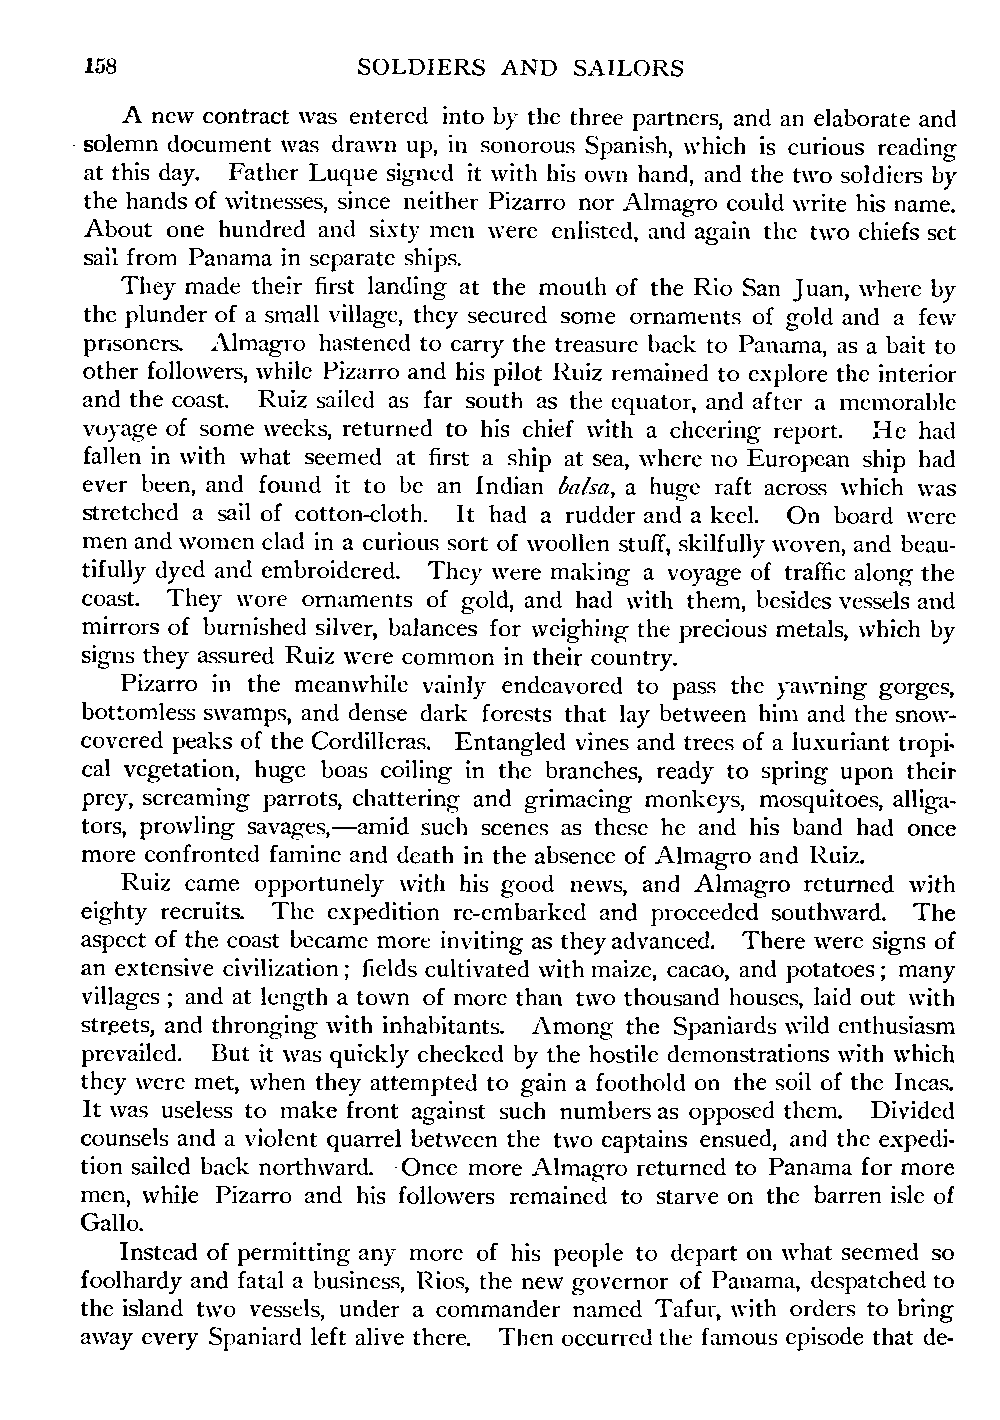 158 SOLDIERS AND SAILORS
A new contract was entered into by the three partners, and an elaborate and
solemn document was drawn up, in sonorous Spanish, which is curious reading
at this day. Father Luque signed it with his own hand, and the two soldiers by
the hands of witnesses, since neither Pizarro nor Almagro could write his name.
About one hundred and sixty men were enlisted, and again the two chiefs set
sail from Panama in separate ships.
They made their first landing at the mouth of the Rio San Juan, where by
the plunder of a small village, they secured some ornaments of gold and a few
prisoners. Almagro hastened to carry the treasure back to Panama, as a bait to
other followers, while Pizarro and his pilot Ruiz remained to explore the interior
and the coast. Ruiz sailed as far south as the equator, and after a memorable
voyage of some weeks, returned to his chief with a cheering report. He had
fallen in with what seemed at first a ship at sea, where no European ship had
ever been, and found it to be an Indian balsa, a huge raft across which was
stretched a sail of cotton-cloth. It had a rudder and a keel. On board were
men and women clad in a curious sort of woollen stuff, skilfully woven, and beau-
tifully dyed and embroidered. They were making a voyage of traffic along the
coast. They wore ornaments of gold, and had with them, besides vessels and
mirrors of burnished silver, balances for weighing the precious metals, which by
signs they assured Ruiz were common in their country.
Pizarro in the meanwhile vainly endeavored to pass the yawning gorges,
bottomless swamps, and dense dark forests that lay between him and the snow-
covered peaks of the Cordilleras. Entangled vines and trees of a luxuriant tropi-
cal vegetation, huge boas coiling in the branches, ready to spring upon their
prey, screaming parrots, chattering and grimacing monkeys, mosquitoes, alliga-
tors, prowling savages,—amid such scenes as these he and his band had once
more confronted famine and death in the absence of Almagro and Ruiz.
Ruiz came opportunely with his good news, and Almagro returned with
eighty recruits. The expedition re-embarked and proceeded southward. The
aspect of the coast became more inviting as they advanced. There were signs of
an extensive civilization; fields cultivated with maize, cacao, and potatoes; many
villages; and at length a town of more than two thousand houses, laid out with
streets, and thronging with inhabitants. Among the Spaniards wild enthusiasm
prevailed. But it was quickly checked by the hostile demonstrations with which
they were met, when they attempted to gain a foothold on the soil of the Incas.
It was useless to make front against such numbers as opposed them. Divided
counsels and a violent quarrel between the two captains ensued, and the expedi-
tion sailed back northward. Once more Almagro returned to Panama for more
men, while Pizarro and his followers remained to starve on the barren isle of
Gallo.
Instead of permitting any more of his people to depart on what seemed so
foolhardy and fatal a business, Rios, the new governor of Panama, despatched to
the island two vessels, under a commander named Tafur, with orders to bring
away every Spaniard left alive there. Then occurred the famous episode that de-